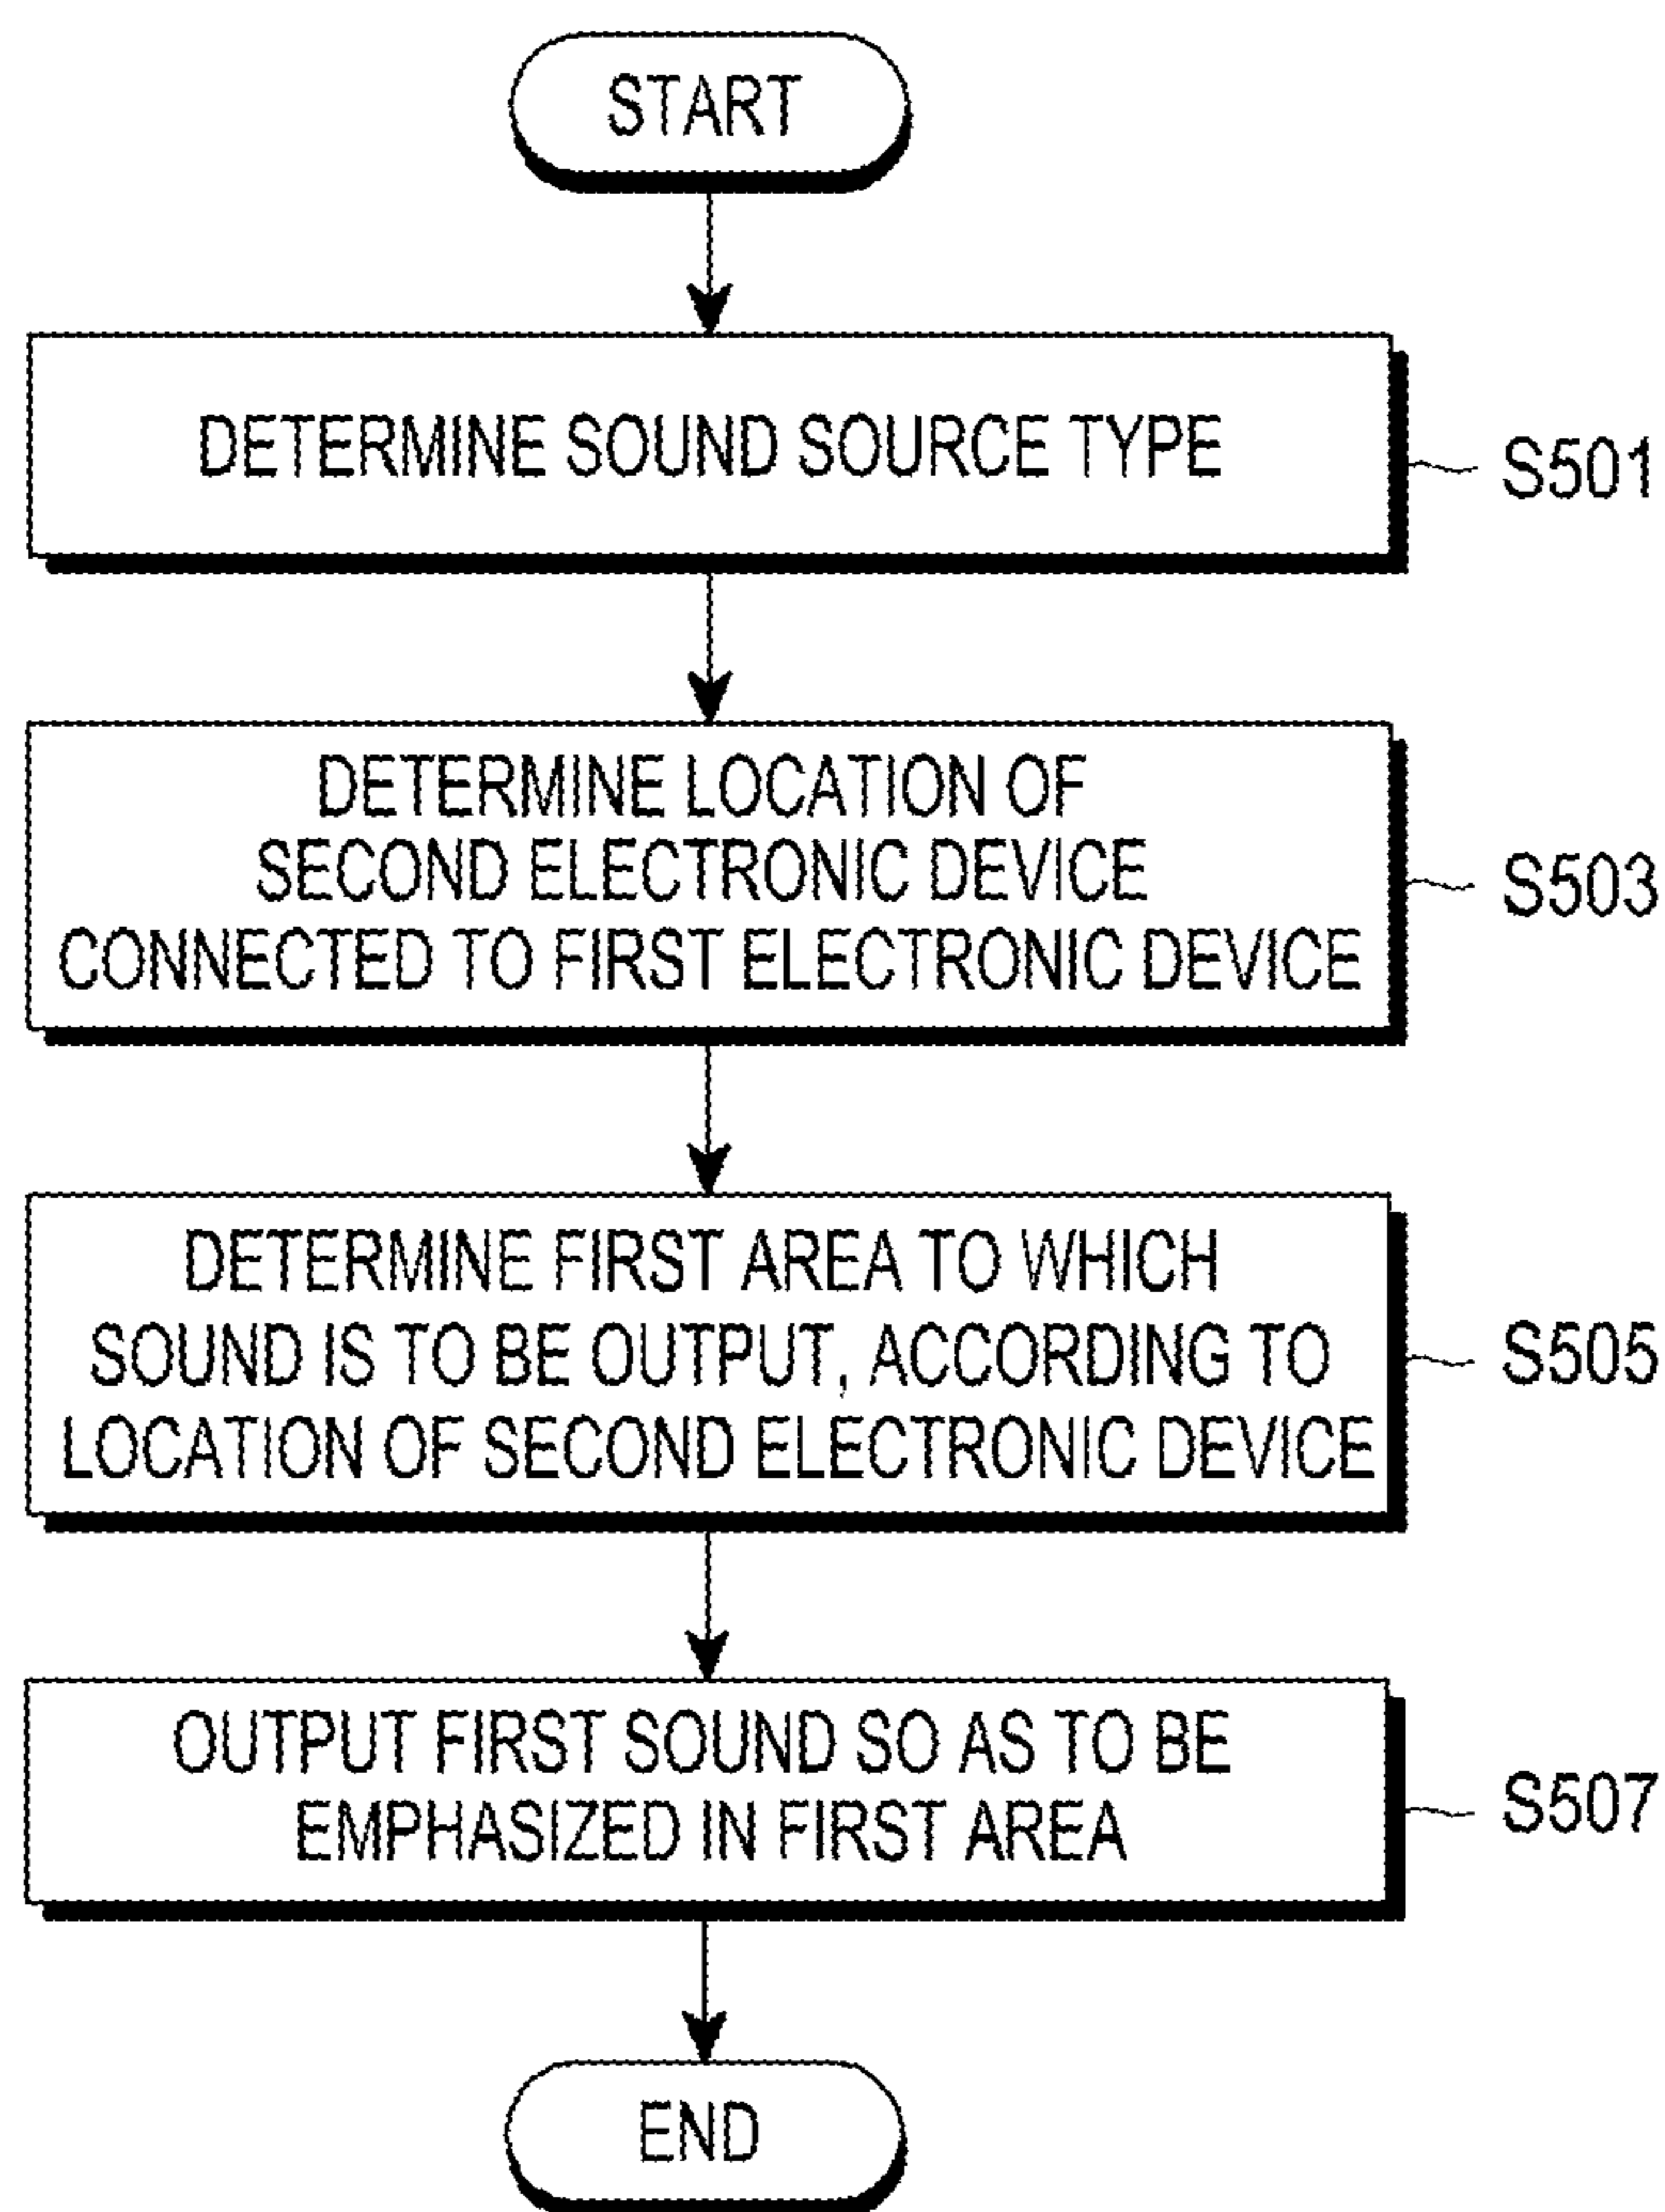 START
DETERMINE SOUND SOURCE TYPE
S501
DETERMINE LOCATION OF
SECOND ELECTRONIC DEVICE
CONNECTED TO FIRST ELECTRONIC DEVICE
S503
DETERMINE FIRST AREA TO WHICH
SOUND IS TO BE OUTPUT, ACCORDING TO
LOCATION OF SECOND ELECTRONIC DEVICE
S505
OUTPUT FIRST SOUND SO AS TO BE
EMPHASIZED IN FIRST AREA
S507
END